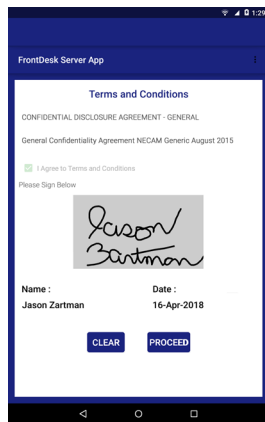 1:29
FrontDesk Server App
Terms and Conditions
CONFIDENTIAL DISCLOSURE AGREEMENT - GENERAL
General Confidentiality Agreement NECAM Generic August 2015
I Agree to Terms and Conditions
Please Sign Below
Jason
Zartman
Name : Date :
Jason Zartman 16-Apr-2018
CLEAR PROCEED